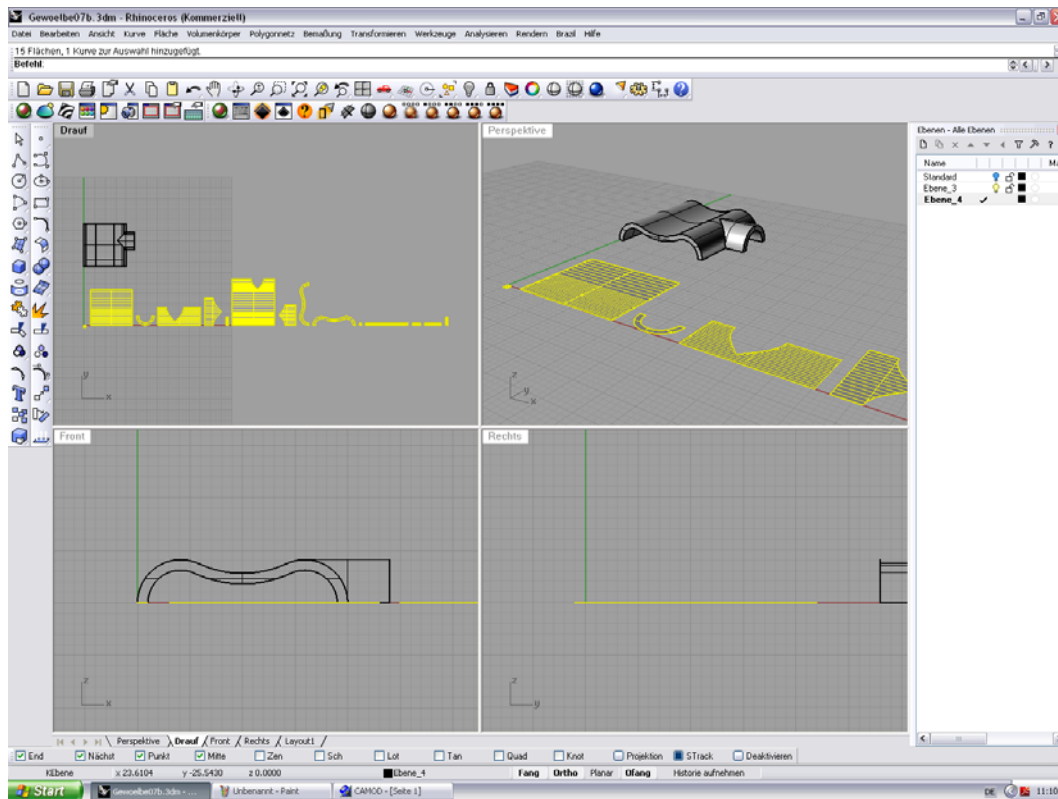 Gewoelbe07b.3dm - Rhinoceros (Kommerziell)
Datei Bearbeiten Ansicht Kurve Fläche Volumenkörper Polygonnetz Bemaßung Transformieren Werkzeuge Analysieren Rendern Brazil Hilfe
15 Flächen, 1 Kurve zur Auswahl hinzugefügt.
Befehl:
Drauf
Perspektive
Ebenen - Alle Ebenen
Name
Standard
Ebene_3
Ebene_4
y
x
z
y
x
Front
Rechts
z
x
z
y
Perspektive Drauf Front Rechts Layout1
End Nächst Punkt Mitte Zen Sch Lot Tan Quad Knot Projektion STrack Deaktivieren
KEbene x 23.6104 y -25.5430 z 0.0000 Ebene_4 Fang Ortho Planar Ofang Historie aufnehmen
Start Gewoelbe07b.3dm - ... Unbenannt - Paint CAMOD - [Seite 1] DE 11:10